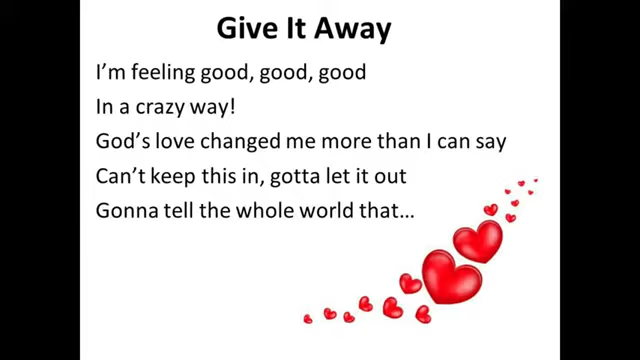 Give It Away
I'm feeling good, good, good
In a crazy way!
God's love changed me more than I can say
Can't keep this in, gotta let it out
Gonna tell the whole world that…